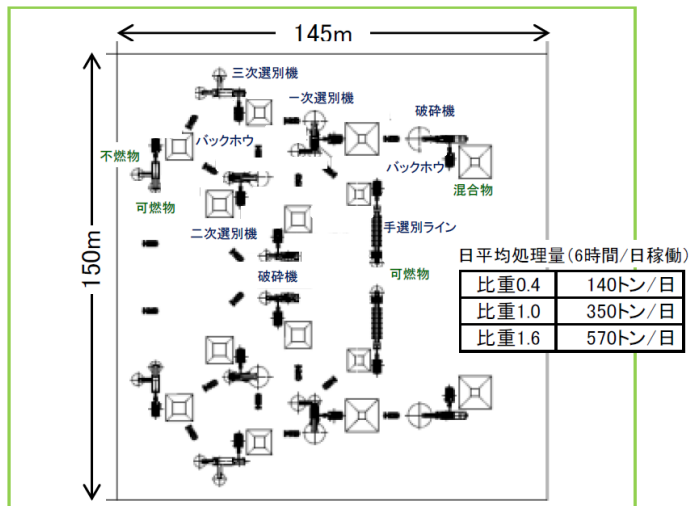 145m
三次選別機
一次選別機
破砕機
バックホウ
バックホウ
不燃物
混合物
可燃物
二次選別機
手選別ライン
150m
破砕機
可燃物
日平均処理量(6時間/日稼働)
比重0.4 140トン/日
比重1.0 350トン/日
比重1.6 570トン/日